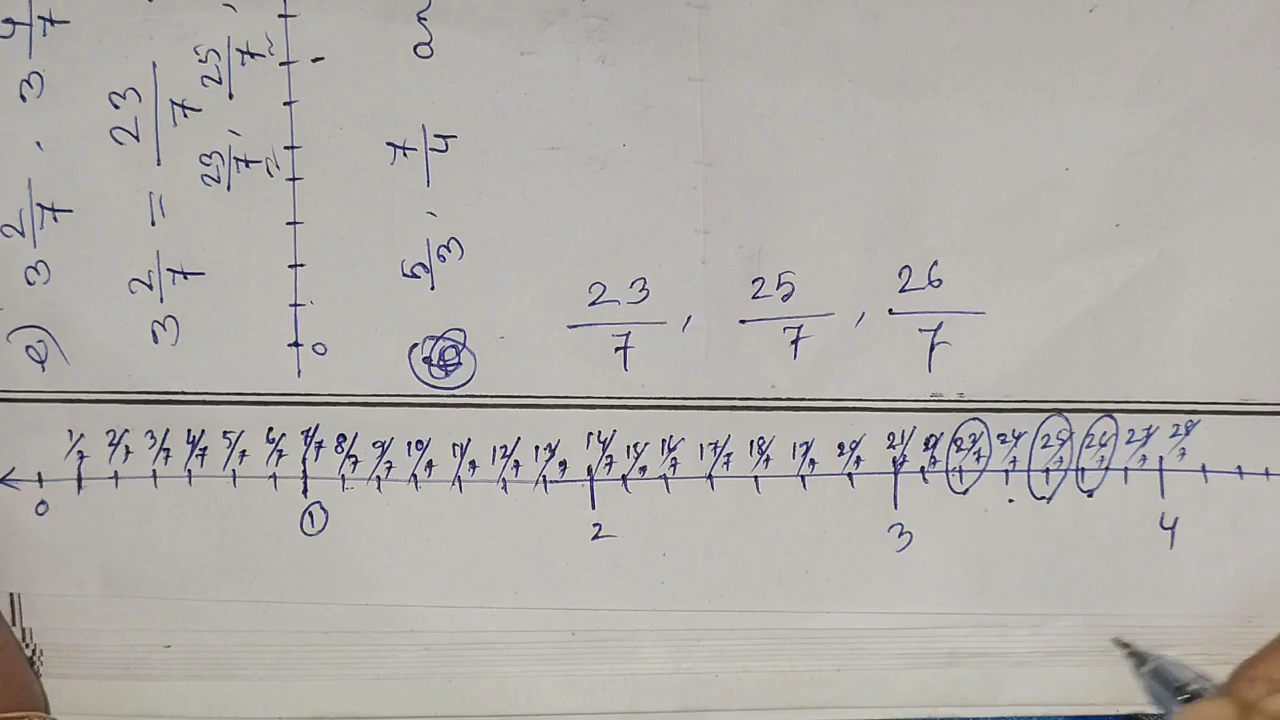 e) 3 2/7 , 3 4/7
3 2/7 = 23/7
23/7 , 25/7 ,
0 1
5/3 , 7/4 an
23/7 , 25/7 , 26/7
1/7 2/7 3/7 4/7 5/7 6/7 7/7 8/7 9/7 10/7 11/7 12/7 13/7 14/7 15/7 16/7 17/7 18/7 19/7 20/7 21/7 22/7 23/7 24/7 25/7 26/7 27/7 28/7
0 1 2 3 4